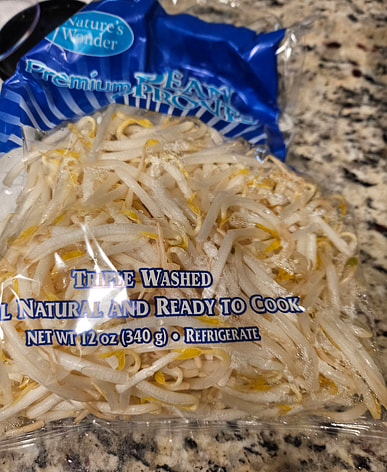 Nature's
Wonder
Premium BEAN
SPROUTS
TRIPLE WASHED
L NATURAL AND READY TO COOK
NET WT 12 OZ (340 g) • REFRIGERATE